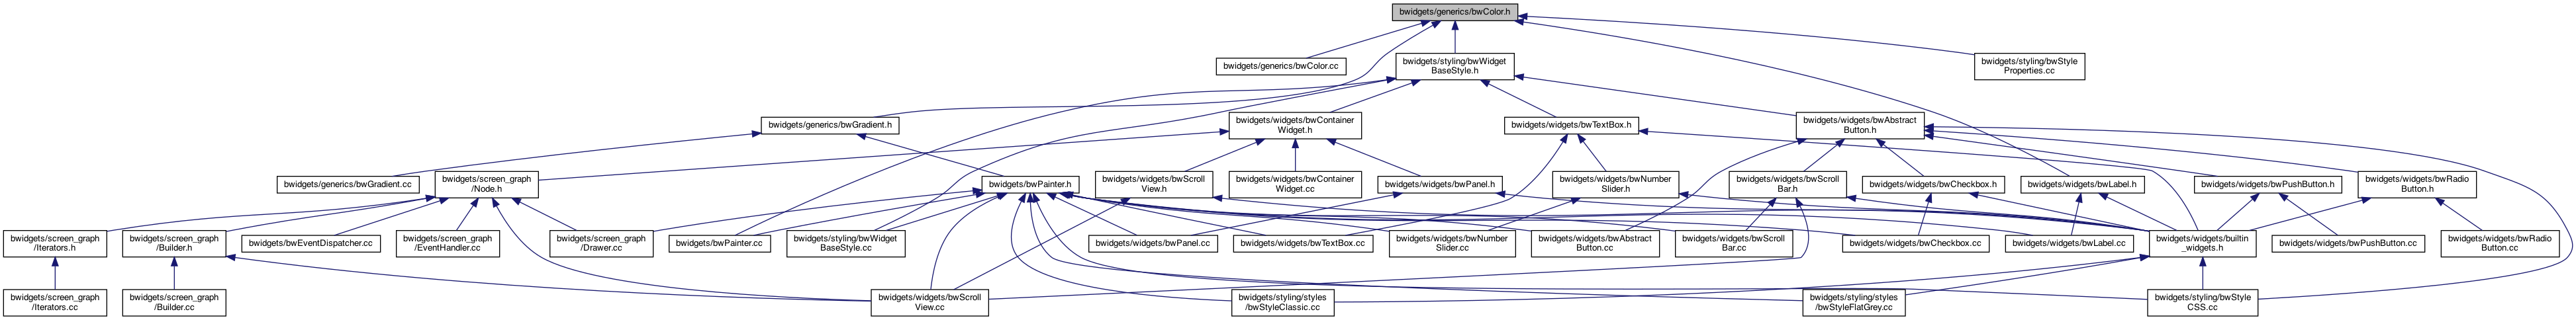 bwidgets/generics/bwColor.h
bwidgets/generics/bwColor.cc
bwidgets/styling/bwWidget
BaseStyle.h
bwidgets/styling/bwStyle
Properties.cc
bwidgets/generics/bwGradient.h
bwidgets/widgets/bwContainer
Widget.h
bwidgets/widgets/bwTextBox.h
bwidgets/widgets/bwAbstract
Button.h
bwidgets/generics/bwGradient.cc
bwidgets/screen_graph
/Node.h
bwidgets/bwPainter.h
bwidgets/widgets/bwScroll
View.h
bwidgets/widgets/bwContainer
Widget.cc
bwidgets/widgets/bwPanel.h
bwidgets/widgets/bwNumber
Slider.h
bwidgets/widgets/bwScroll
Bar.h
bwidgets/widgets/bwCheckbox.h
bwidgets/widgets/bwLabel.h
bwidgets/widgets/bwPushButton.h
bwidgets/widgets/bwRadio
Button.h
bwidgets/screen_graph
/Iterators.h
bwidgets/screen_graph
/Builder.h
bwidgets/bwEventDispatcher.cc
bwidgets/screen_graph
/EventHandler.cc
bwidgets/screen_graph
/Drawer.cc
bwidgets/bwPainter.cc
bwidgets/styling/bwWidget
BaseStyle.cc
bwidgets/widgets/bwPanel.cc
bwidgets/widgets/bwTextBox.cc
bwidgets/widgets/bwNumber
Slider.cc
bwidgets/widgets/bwAbstract
Button.cc
bwidgets/widgets/bwScroll
Bar.cc
bwidgets/widgets/bwCheckbox.cc
bwidgets/widgets/bwLabel.cc
bwidgets/widgets/builtin
_widgets.h
bwidgets/widgets/bwPushButton.cc
bwidgets/widgets/bwRadio
Button.cc
bwidgets/screen_graph
/Iterators.cc
bwidgets/screen_graph
/Builder.cc
bwidgets/widgets/bwScroll
View.cc
bwidgets/styling/styles
/bwStyleClassic.cc
bwidgets/styling/styles
/bwStyleFlatGrey.cc
bwidgets/styling/bwStyle
CSS.cc